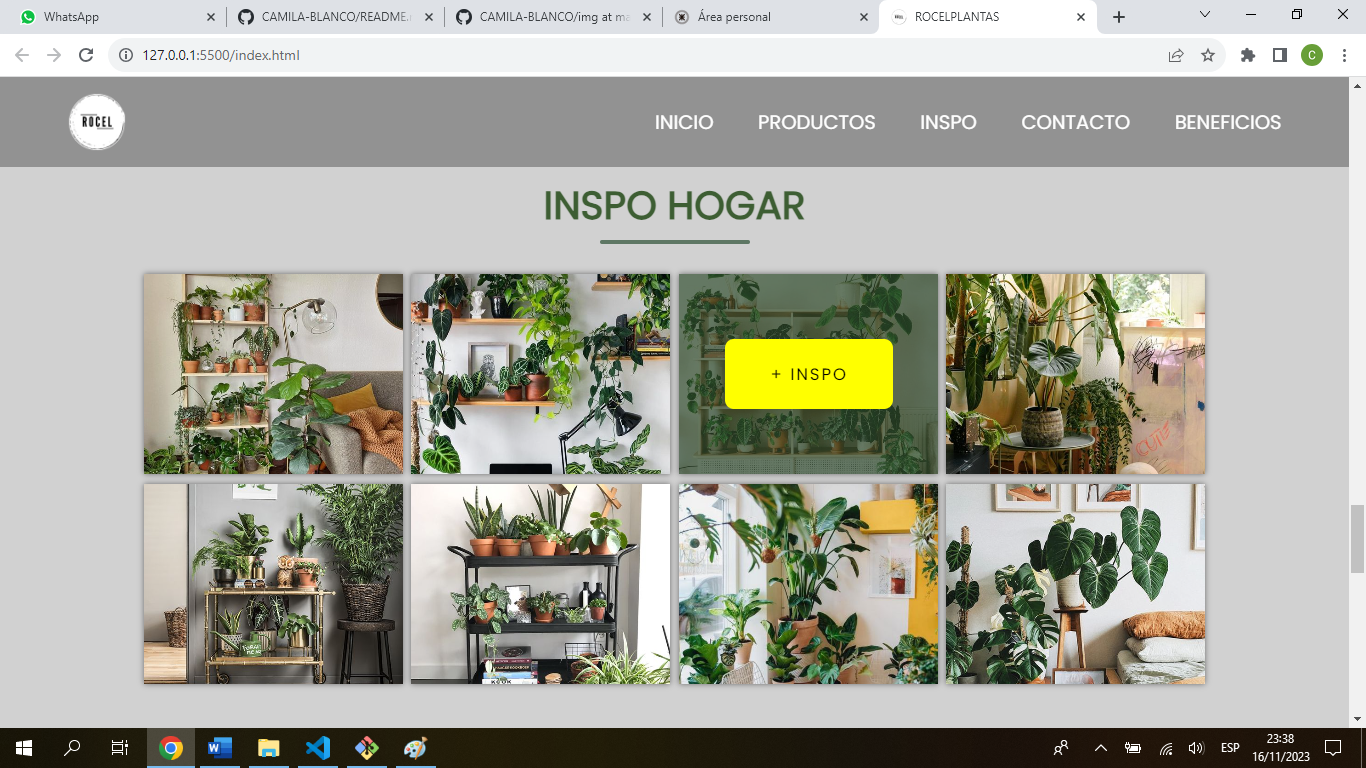 WhatsApp
CAMILA-BLANCO/README.
CAMILA-BLANCO/img at ma
Área personal
ROCELPLANTAS
127.0.0.1:5500/index.html
C
ROCEL
INICIO
PRODUCTOS
INSPO
CONTACTO
BENEFICIOS
INSPO HOGAR
+ INSPO
CUTE
ESP
23:38
16/11/2023